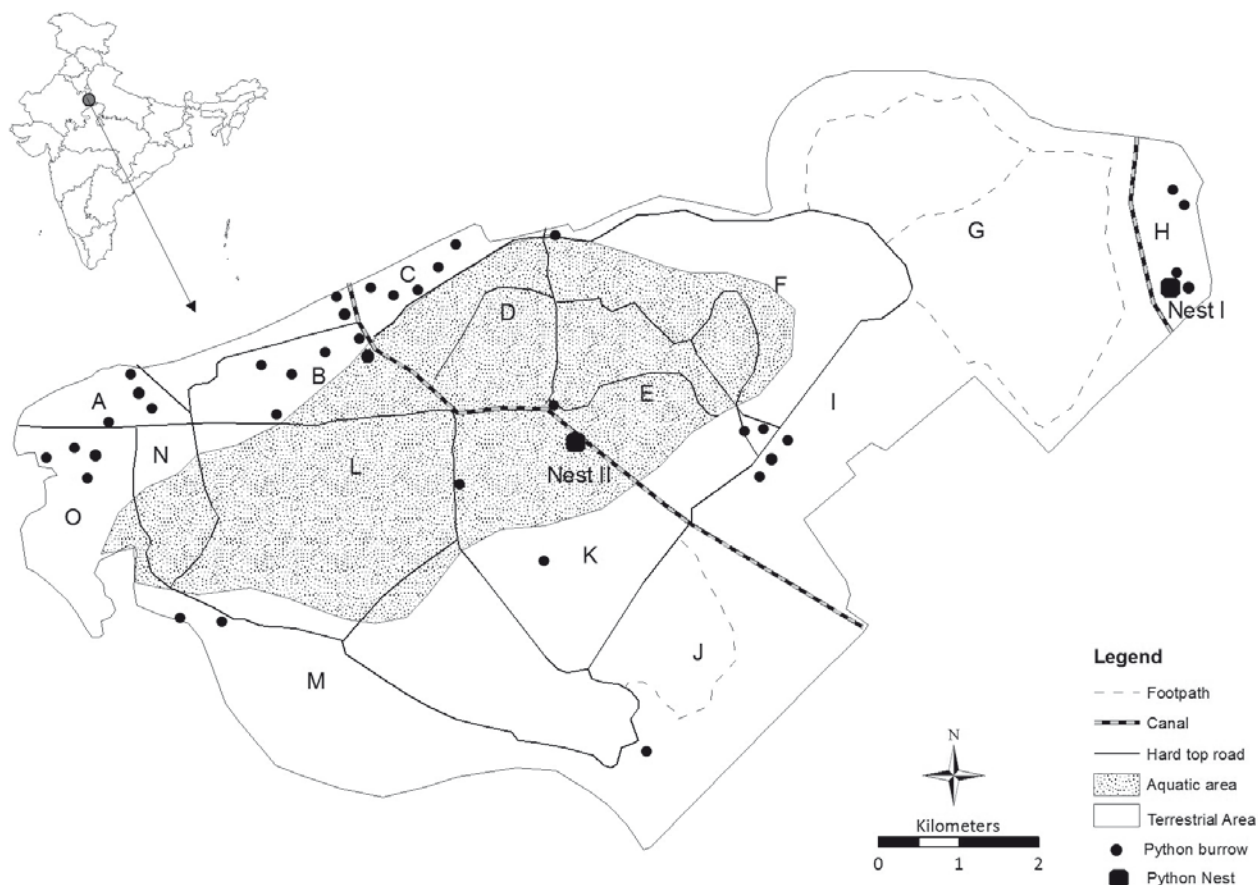 G
H
Nest I
C
F
D
B
E
I
A
N
L
Nest II
O
K
J
M
Legend
Footpath
Canal
Hard top road
Aquatic area
Terrestrial Area
Python burrow
Python Nest
N
Kilometers
0 1 2